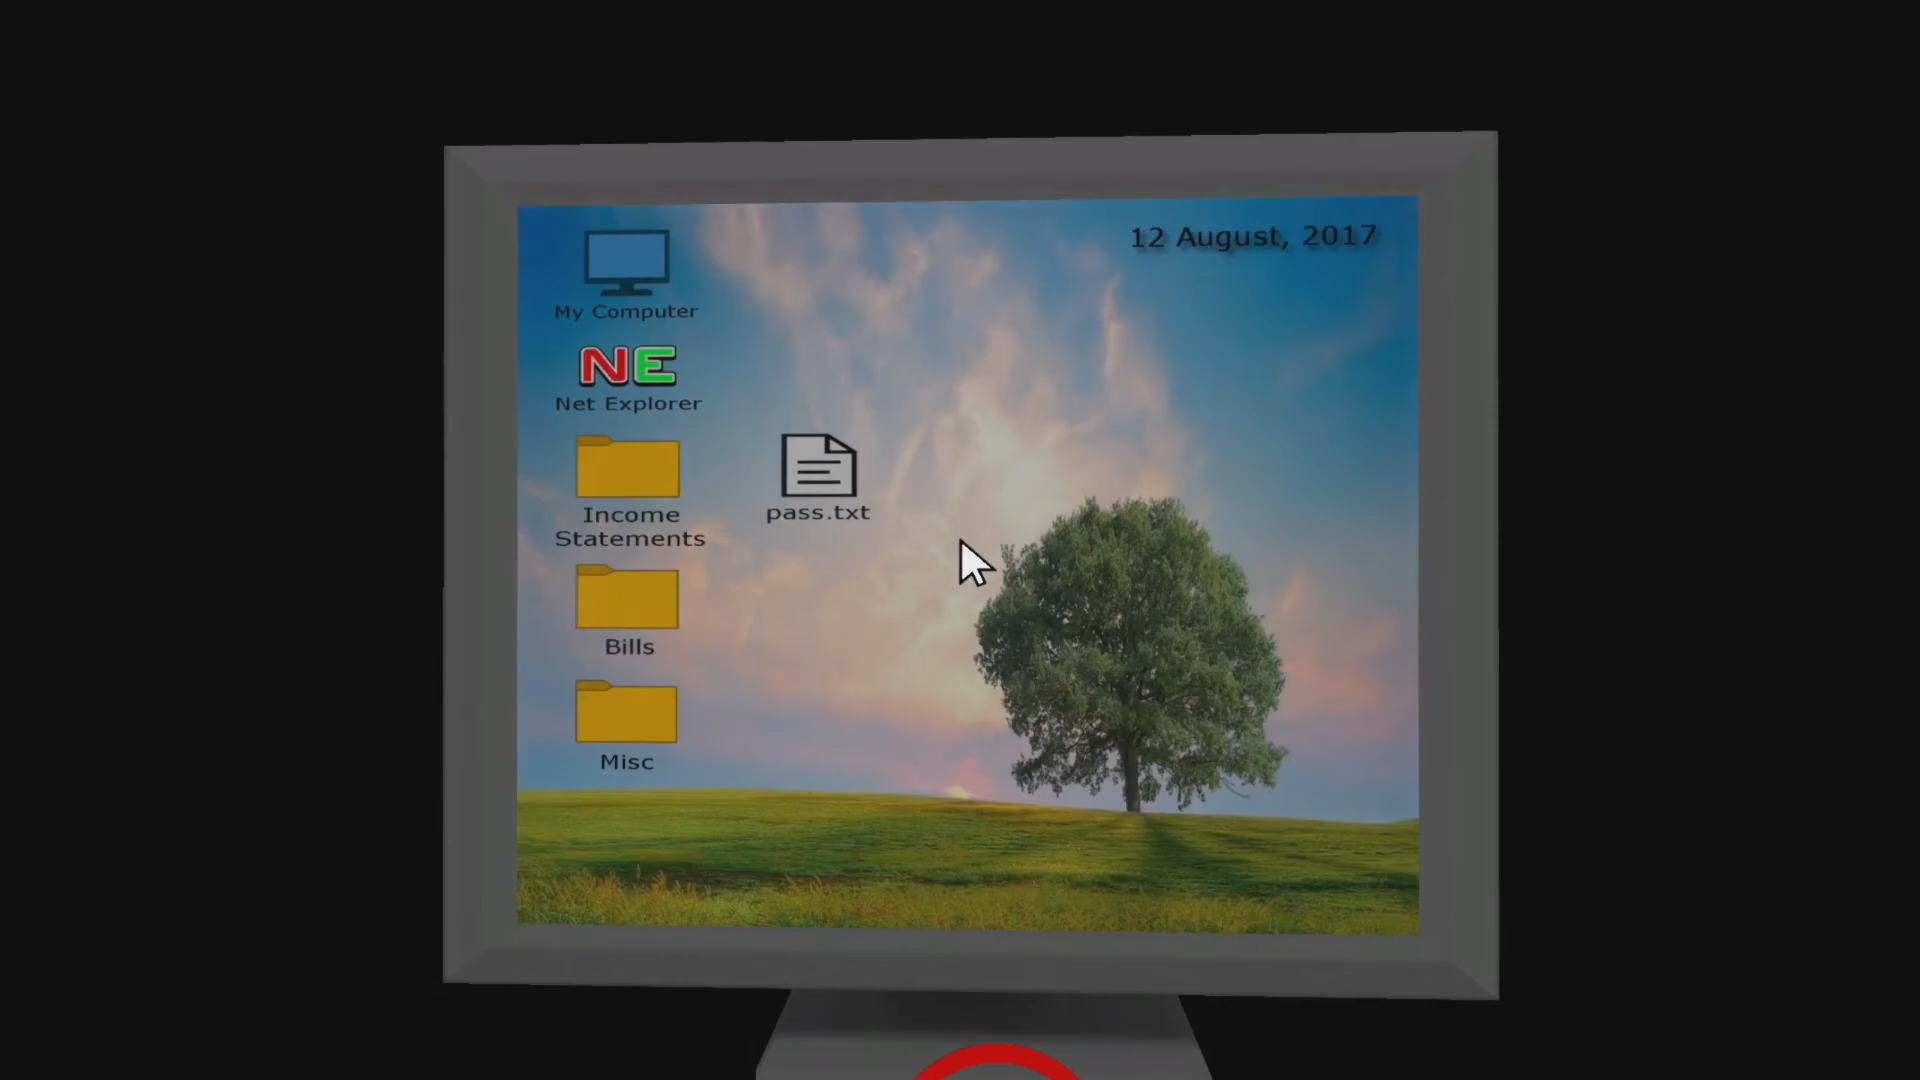 12 August, 2017
My Computer
NE
Net Explorer
Income
Statements
pass.txt
Bills
Misc